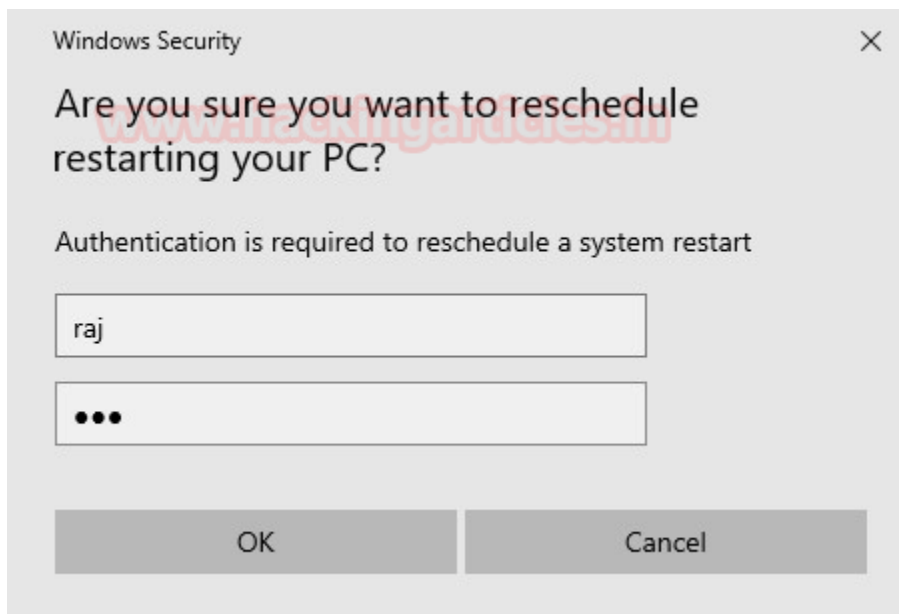 Windows Security
Are you sure you want to reschedule
www.hackingarticles.in
restarting your PC?
Authentication is required to reschedule a system restart
raj
●●●
OK
Cancel